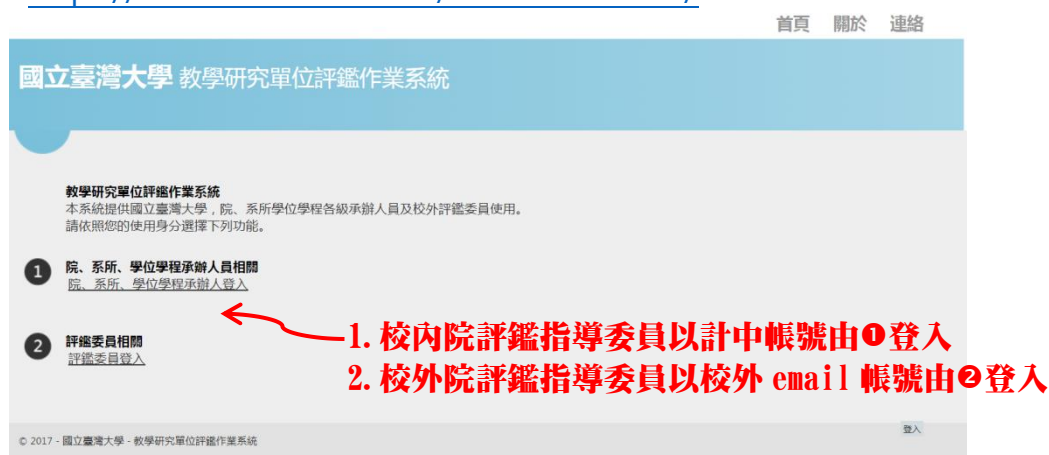 首頁 關於 連絡
國立臺灣大學 教學研究單位評鑑作業系統
教學研究單位評鑑作業系統
本系統提供國立臺灣大學，院、系所學位學程各級承辦人員及校外評鑑委員使用。
請依照您的使用身分選擇下列功能。
1 院、系所、學位學程承辦人員相關
院、系所、學位學程承辦人登入
1. 校內院評鑑指導委員以計中帳號由❶登入
2 評鑑委員相關
評鑑委員登入
2. 校外院評鑑指導委員以校外 email 帳號由❷登入
登入
© 2017 - 國立臺灣大學 - 教學研究單位評鑑作業系統